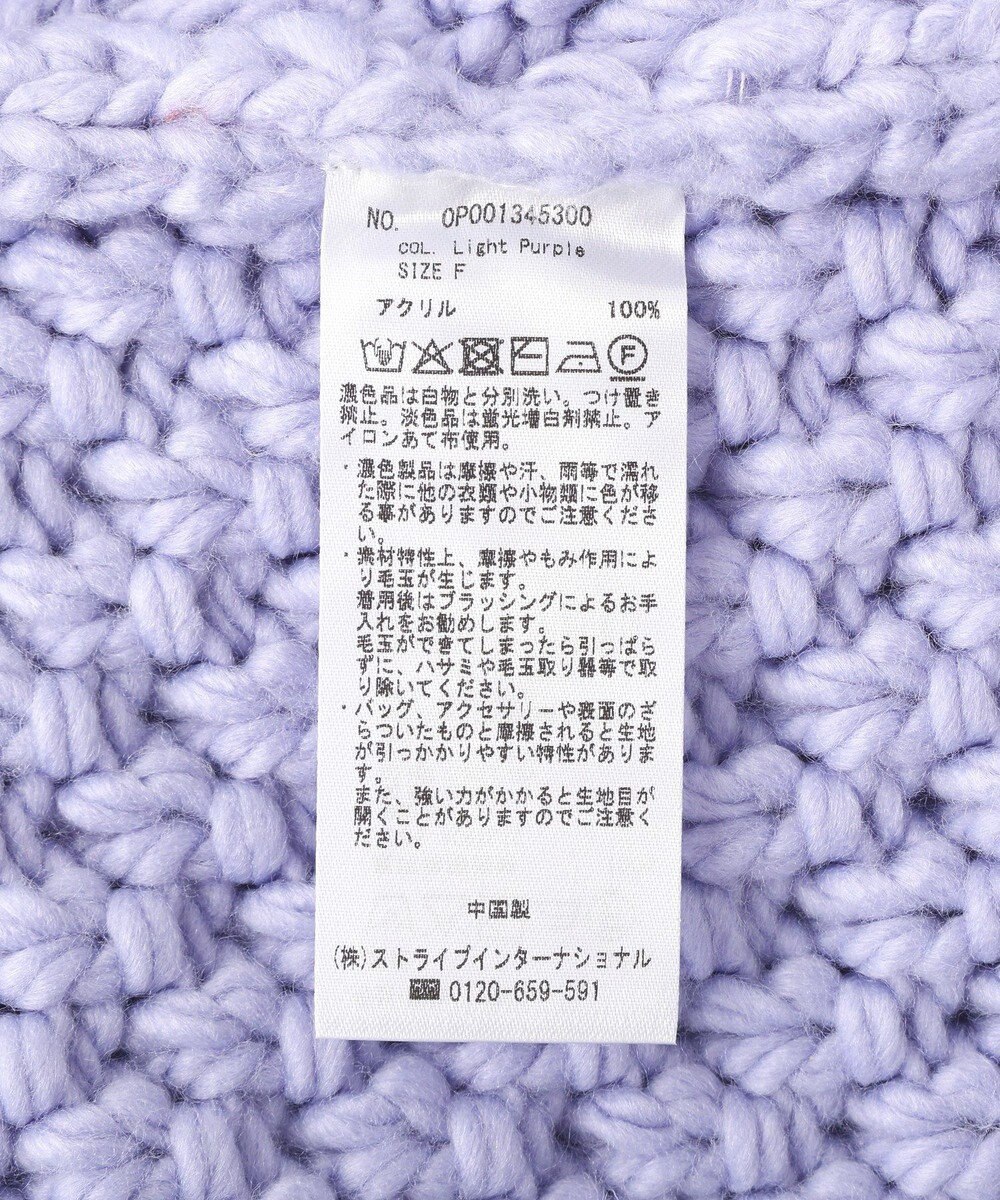 NO. OP001345300
COL. Light Purple
SIZE F
アクリル 100%
F
濃色品は白物と分別洗い。つけ置き
禁止。淡色品は蛍光増白剤禁止。ア
イロンあて布使用。
・濃色製品は摩擦や汗、雨等で濡れ
た際に他の衣類や小物類に色が移
る事がありますのでご注意くださ
い。
・素材特性上、摩擦やもみ作用によ
り毛玉が生じます。
着用後はブラッシングによるお手
入れをお勧めします。
毛玉ができてしまったら引っぱら
ずに、ハサミや毛玉取り器等で取
り除いてください。
・バッグ、アクセサリーや表面のざ
らついたものと摩擦されると生地
が引っかかりやすい特性がありま
す。
また、強い力がかかると生地目が
開くことがありますのでご注意く
ださい。
中国製
(株)ストライプインターナショナル
0120-659-591